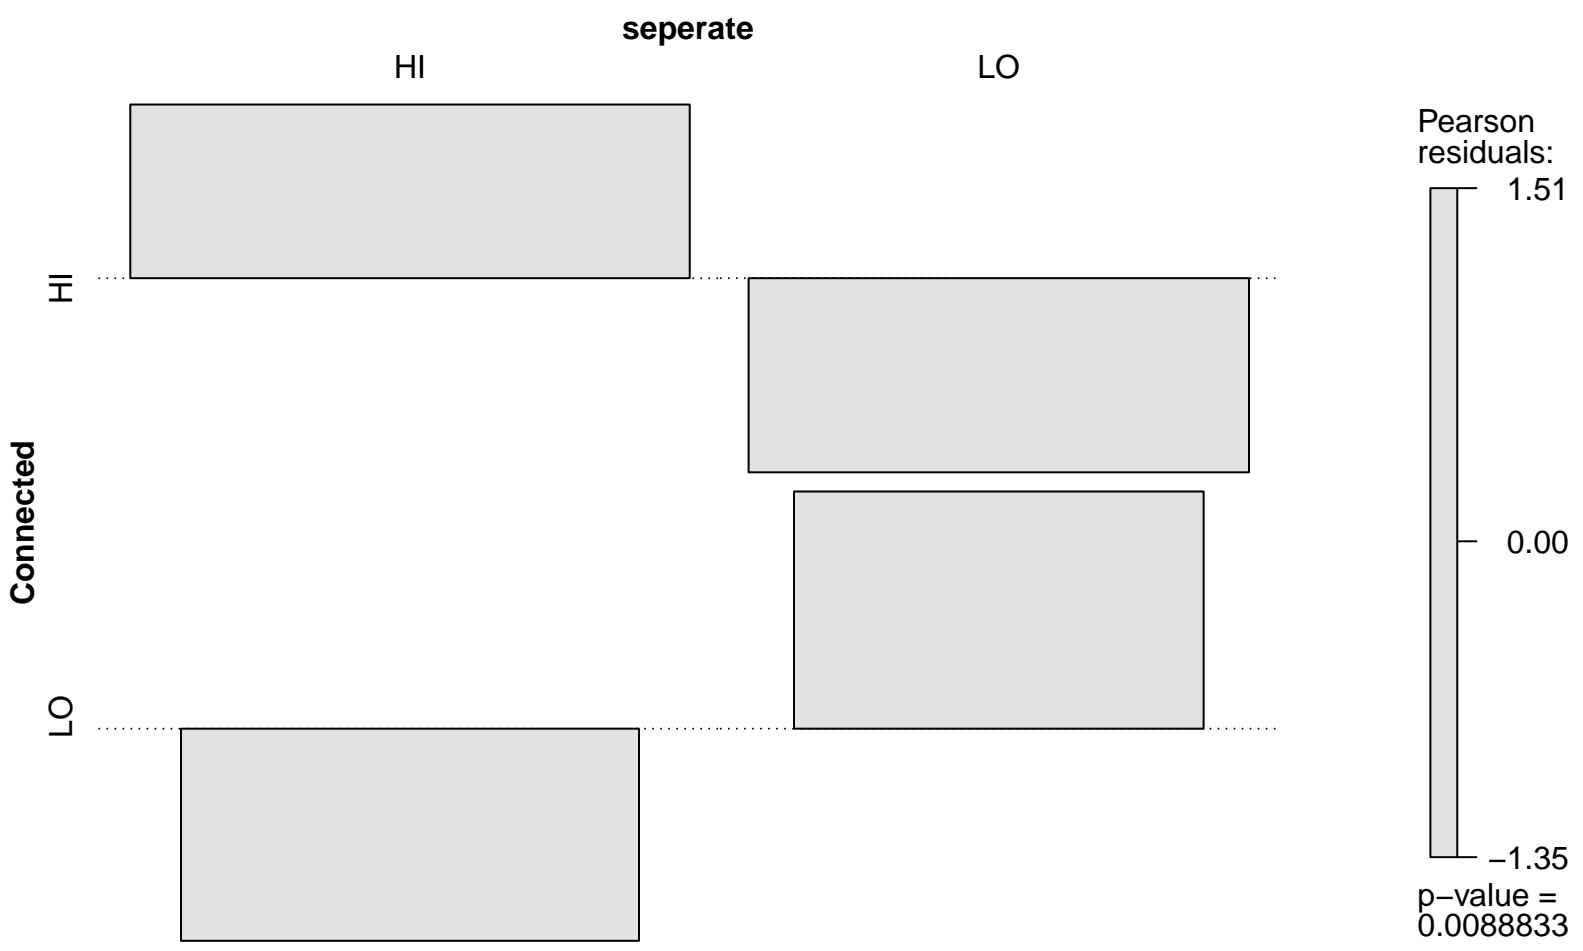 seperate
HI LO
HI
Connected
LO
Pearson
residuals:
1.51
0.00
−1.35
p−value =
0.0088833